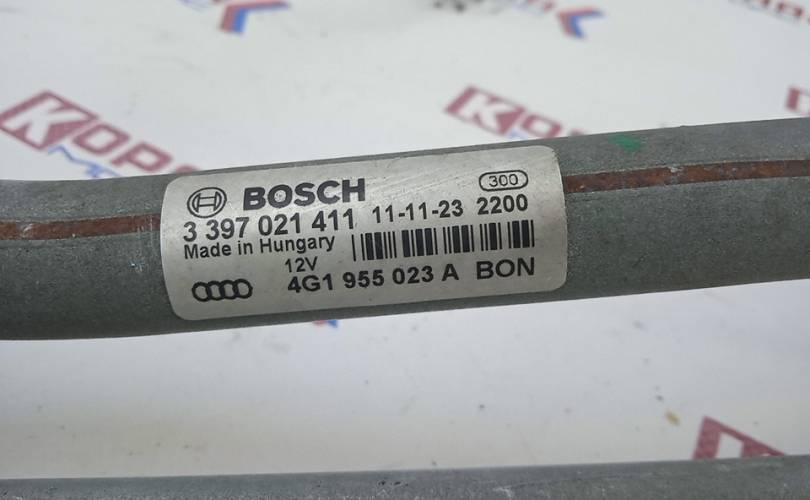 BOSCH
300
3 397 021 411 11-11-23 2200
Made in Hungary
12V
4G1 955 023 A BON